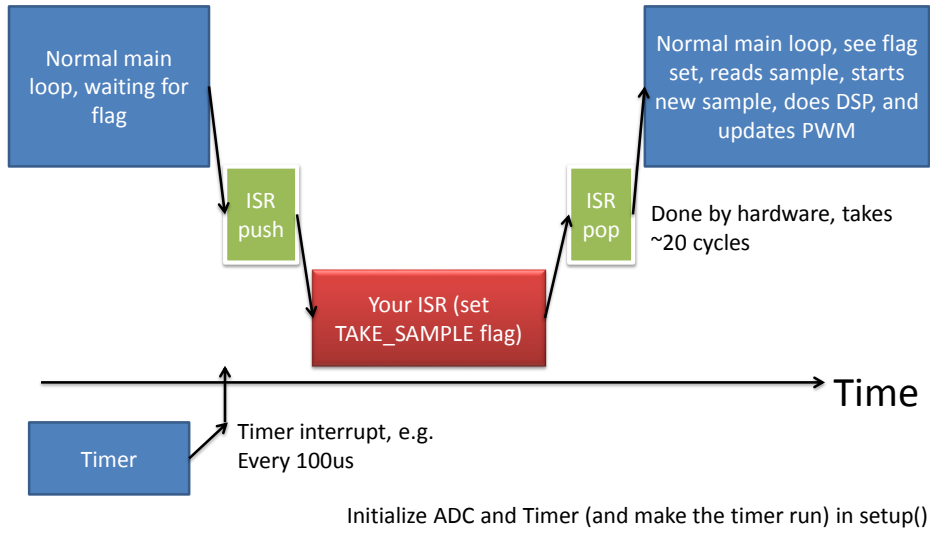 Normal main
loop, waiting for
flag
Normal main loop, see flag
set, reads sample, starts
new sample, does DSP, and
updates PWM
ISR
push
ISR
pop
Done by hardware, takes
~20 cycles
Your ISR (set
TAKE_SAMPLE flag)
Time
Timer
Timer interrupt, e.g.
Every 100us
Initialize ADC and Timer (and make the timer run) in setup()